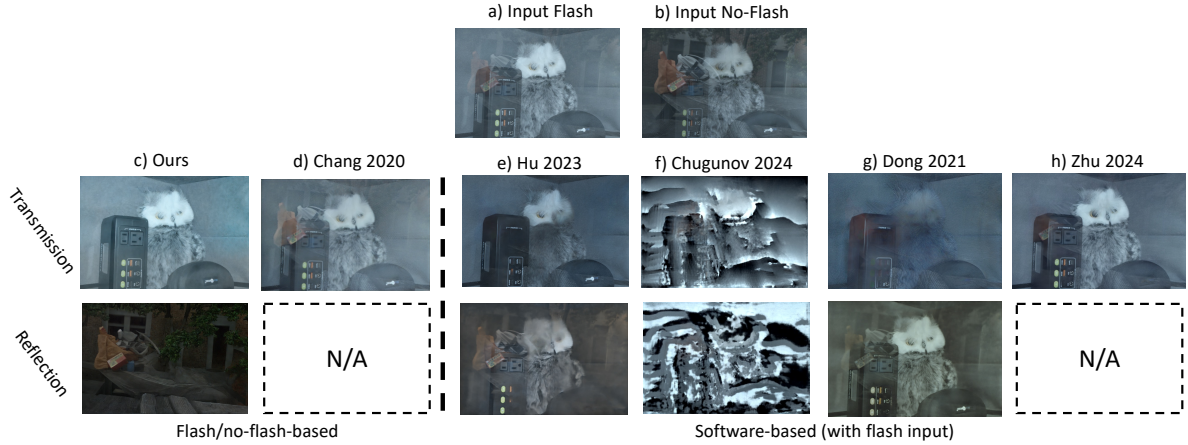 a) Input Flash
b) Input No-Flash
c) Ours
d) Chang 2020
e) Hu 2023
f) Chugunov 2024
g) Dong 2021
h) Zhu 2024
Transmission
Reflection
N/A
N/A
Flash/no-flash-based
Software-based (with flash input)